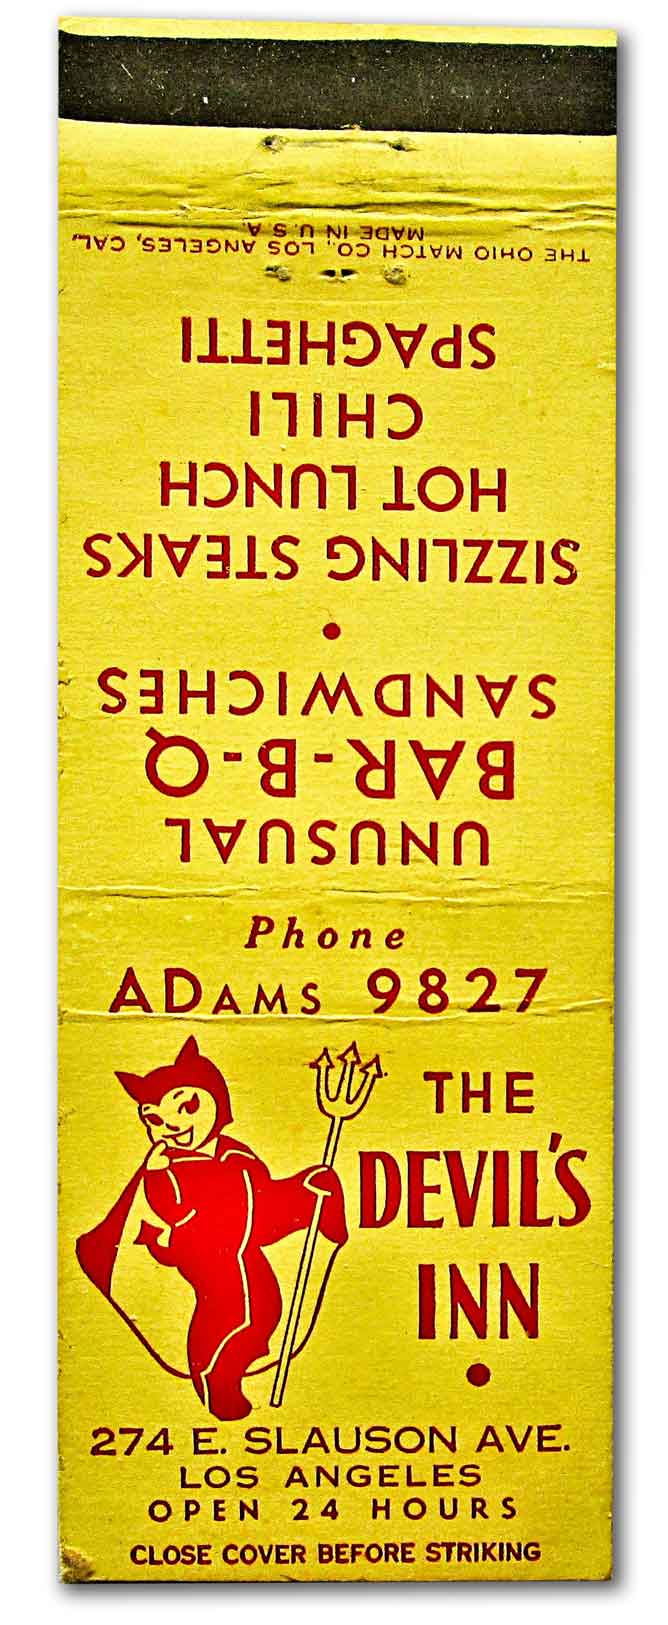 THE OHIO MATCH CO., LOS ANGELES, CAL.
MADE IN U.S.A.
UNUSUAL
BAR-B-Q
SANDWICHES
•
SIZZLING STEAKS
HOT LUNCH
CHILI
SPAGHETTI
Phone
ADAMS 9827
THE
DEVIL'S
INN
•
274 E. SLAUSON AVE.
LOS ANGELES
OPEN 24 HOURS
CLOSE COVER BEFORE STRIKING